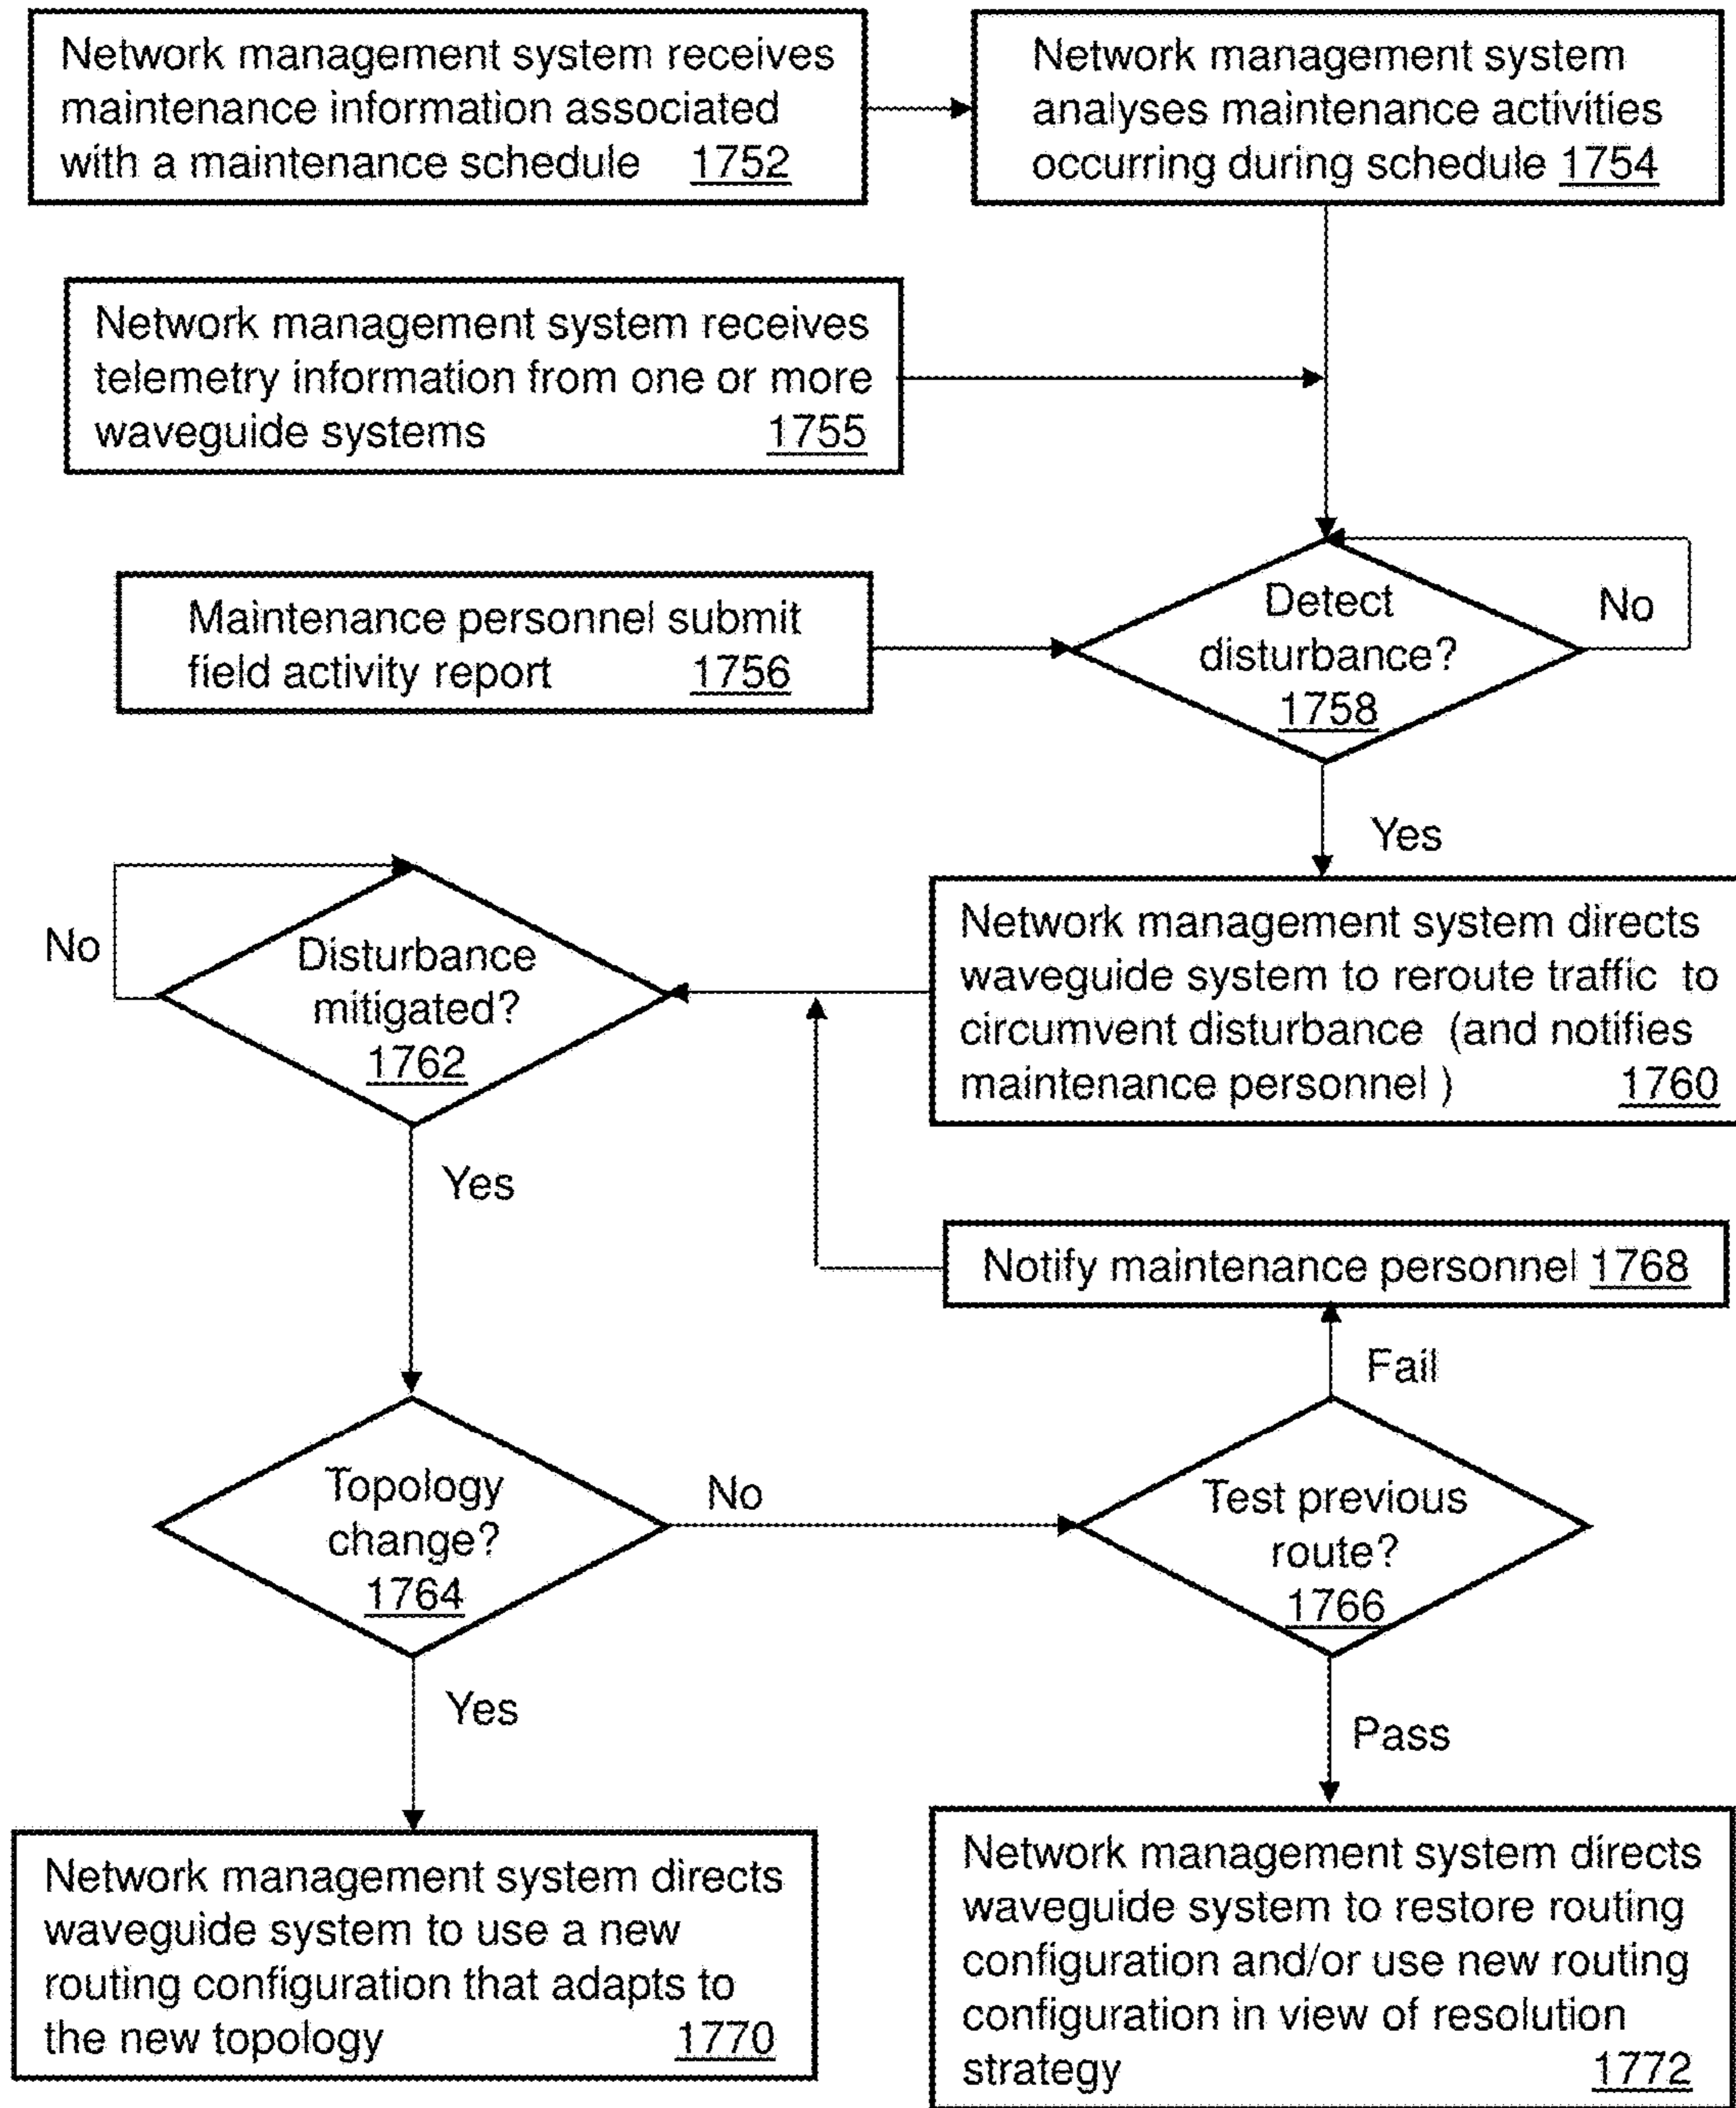 Network management system receives
maintenance information associated
with a maintenance schedule 1752
Network management system
analyses maintenance activities
occurring during schedule 1754
Network management system receives
telemetry information from one or more
waveguide systems 1755
Maintenance personnel submit
field activity report 1756
Detect
disturbance?
1758
No
Yes
Network management system directs
waveguide system to reroute traffic to
circumvent disturbance (and notifies
maintenance personnel ) 1760
Disturbance
mitigated?
1762
No
Yes
Notify maintenance personnel 1768
Fail
Topology
change?
1764
No
Test previous
route?
1766
Yes
Pass
Network management system directs
waveguide system to use a new
routing configuration that adapts to
the new topology 1770
Network management system directs
waveguide system to restore routing
configuration and/or use new routing
configuration in view of resolution
strategy 1772